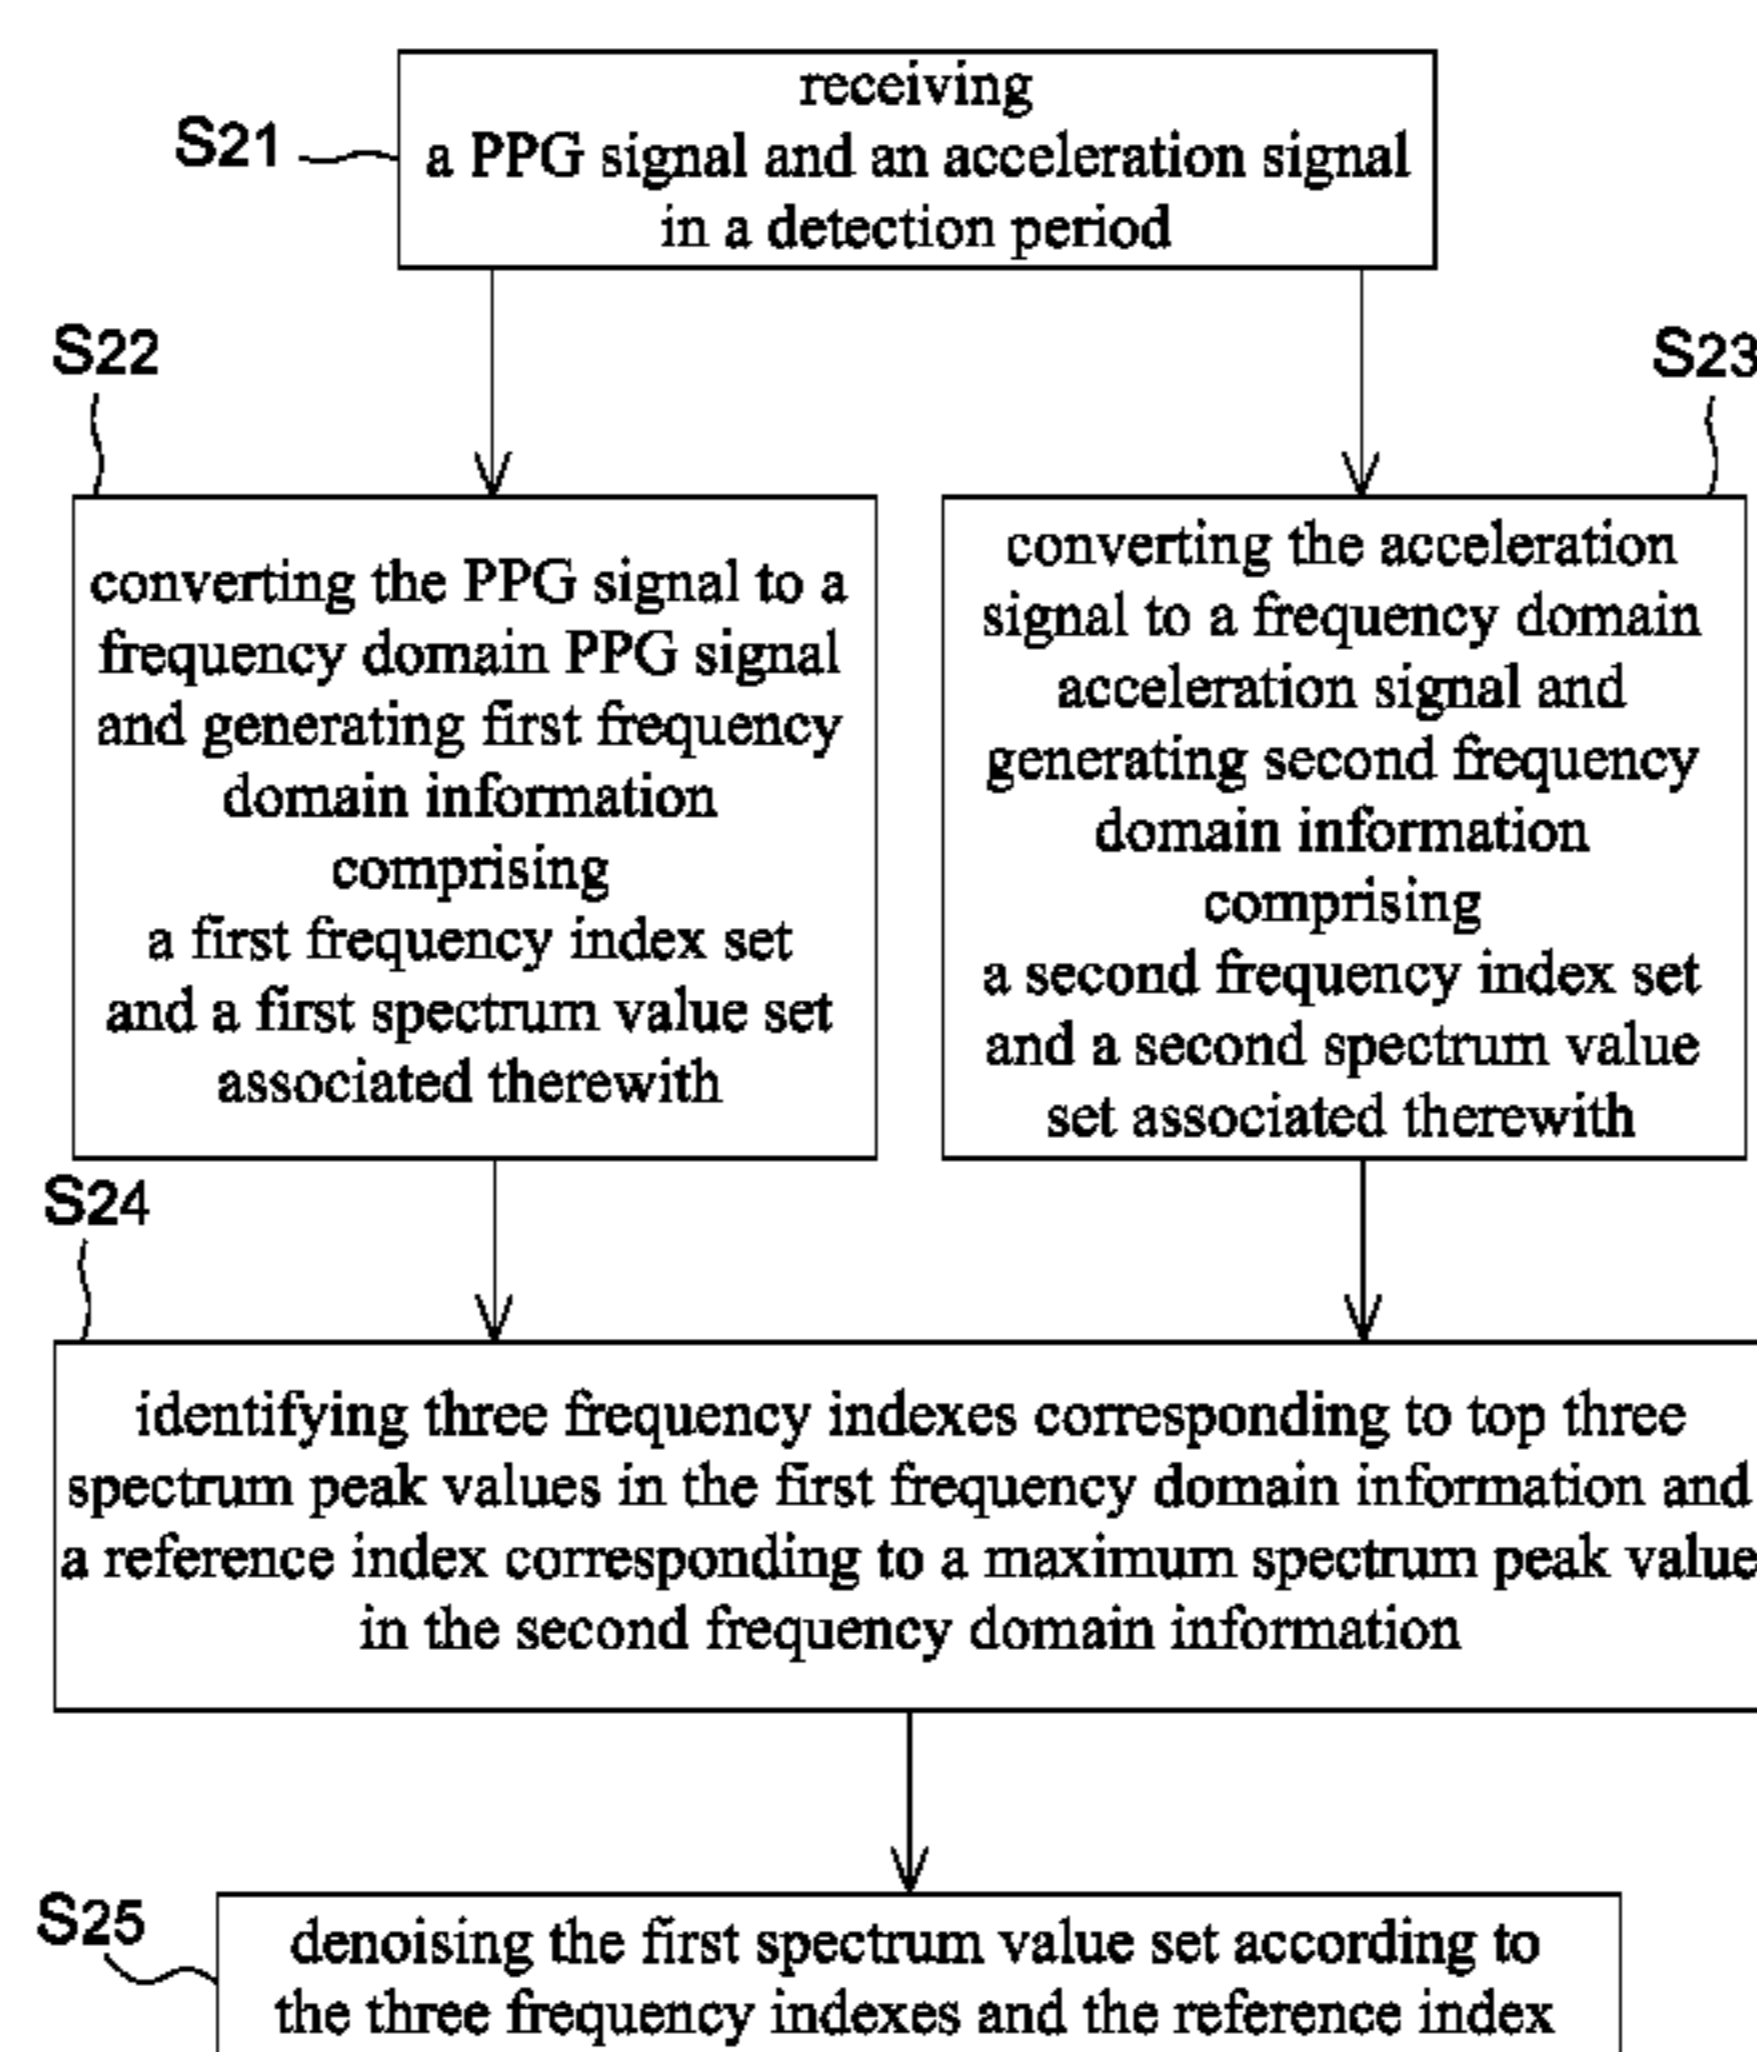 receiving
S21
a PPG signal and an acceleration signal
in a detection period
S22
S23
converting the PPG signal to a
frequency domain PPG signal
and generating first frequency
domain information
comprising
a first frequency index set
and a first spectrum value set
associated therewith
converting the acceleration
signal to a frequency domain
acceleration signal and
generating second frequency
domain information
comprising
a second frequency index set
and a second spectrum value
set associated therewith
S24
identifying three frequency indexes corresponding to top three
spectrum peak values in the first frequency domain information and
a reference index corresponding to a maximum spectrum peak value
in the second frequency domain information
S25
denoising the first spectrum value set according to
the three frequency indexes and the reference index